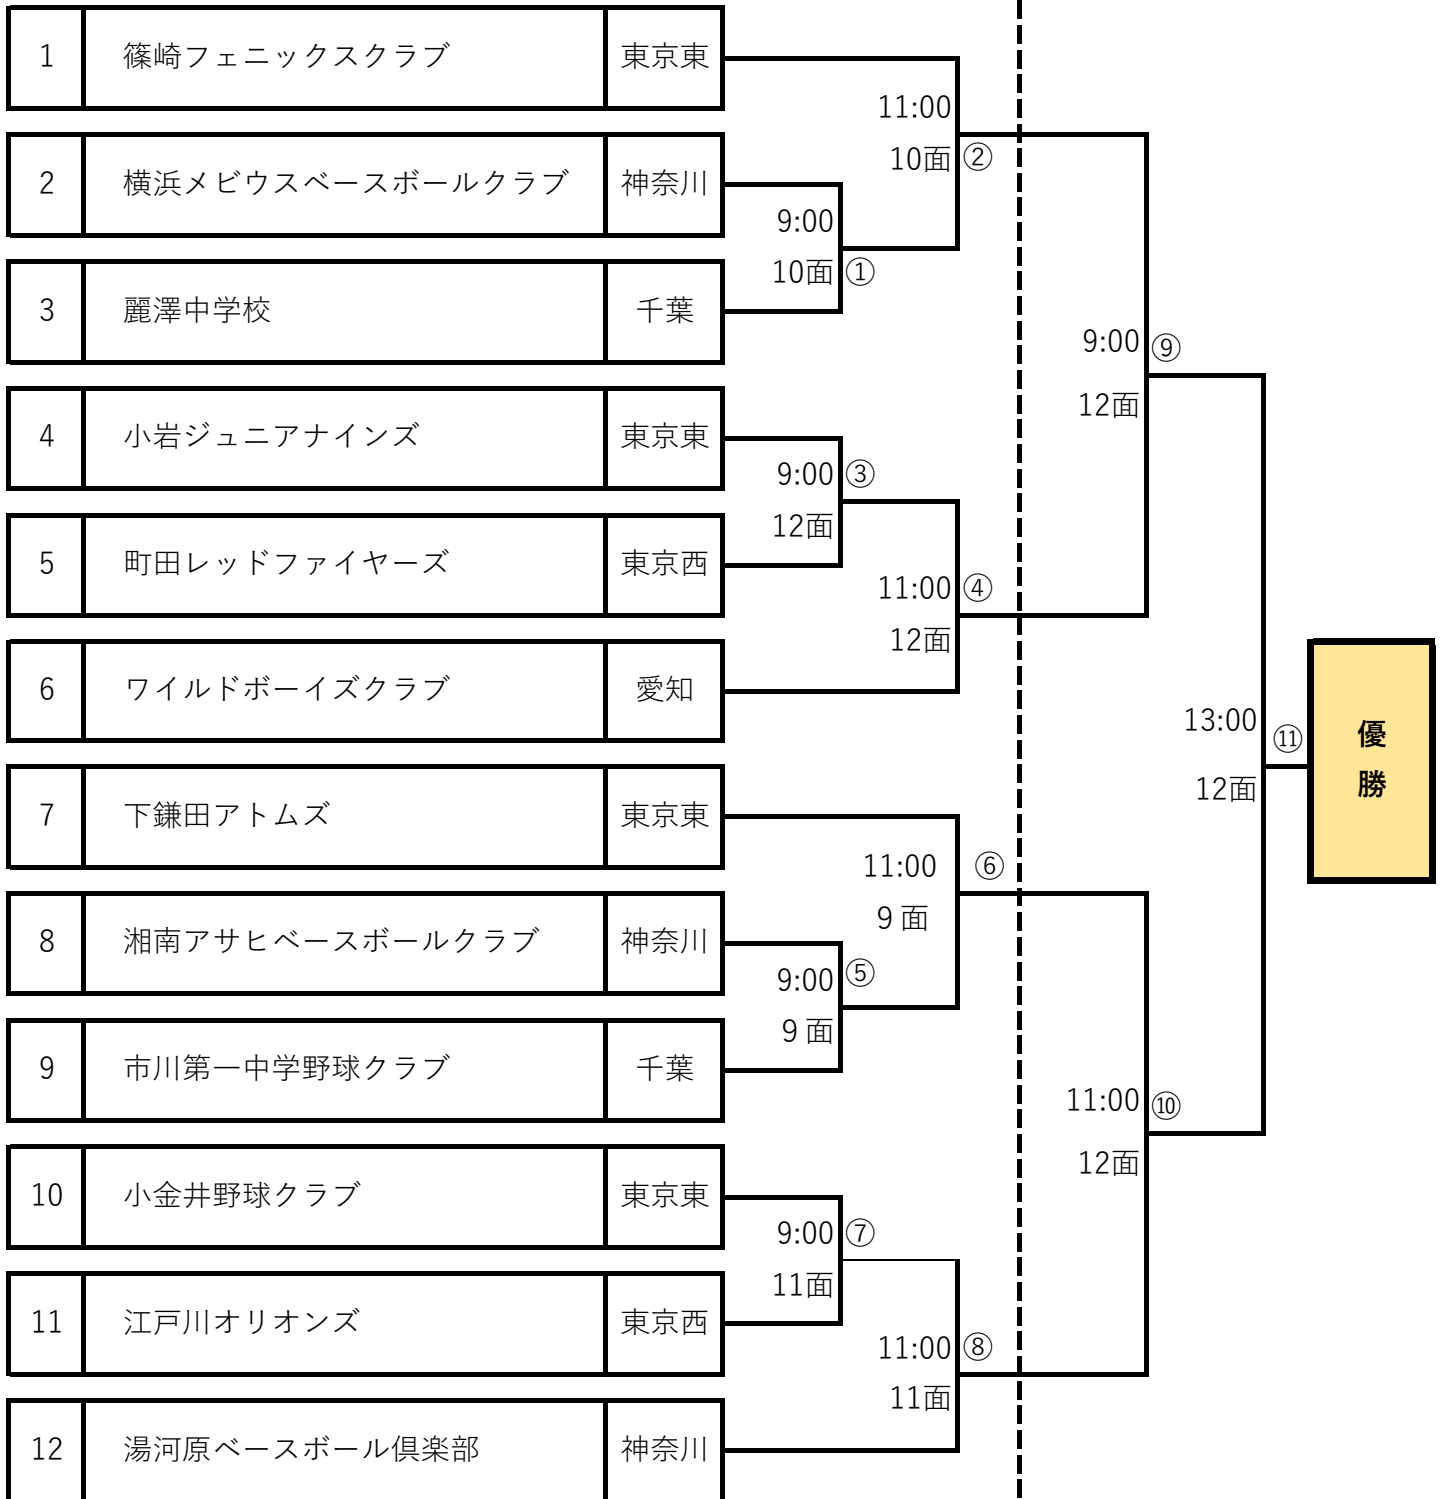 1 篠崎フェニックスクラブ 東京東
11:00
10面 ②
2 横浜メビウスベースボールクラブ 神奈川
9:00
10面 ①
3 麗澤中学校 千葉
9:00 ⑨
12面
4 小岩ジュニアナインズ 東京東
9:00 ③
12面
5 町田レッドファイヤーズ 東京西
11:00 ④
12面
6 ワイルドボーイズクラブ 愛知
13:00 ⑪
12面
優
勝
7 下鎌田アトムズ 東京東
11:00 ⑥
9面
8 湘南アサヒベースボールクラブ 神奈川
9:00 ⑤
9面
9 市川第一中学野球クラブ 千葉
11:00 ⑩
12面
10 小金井野球クラブ 東京東
9:00 ⑦
11面
11 江戸川オリオンズ 東京西
11:00 ⑧
11面
12 湯河原ベースボール倶楽部 神奈川